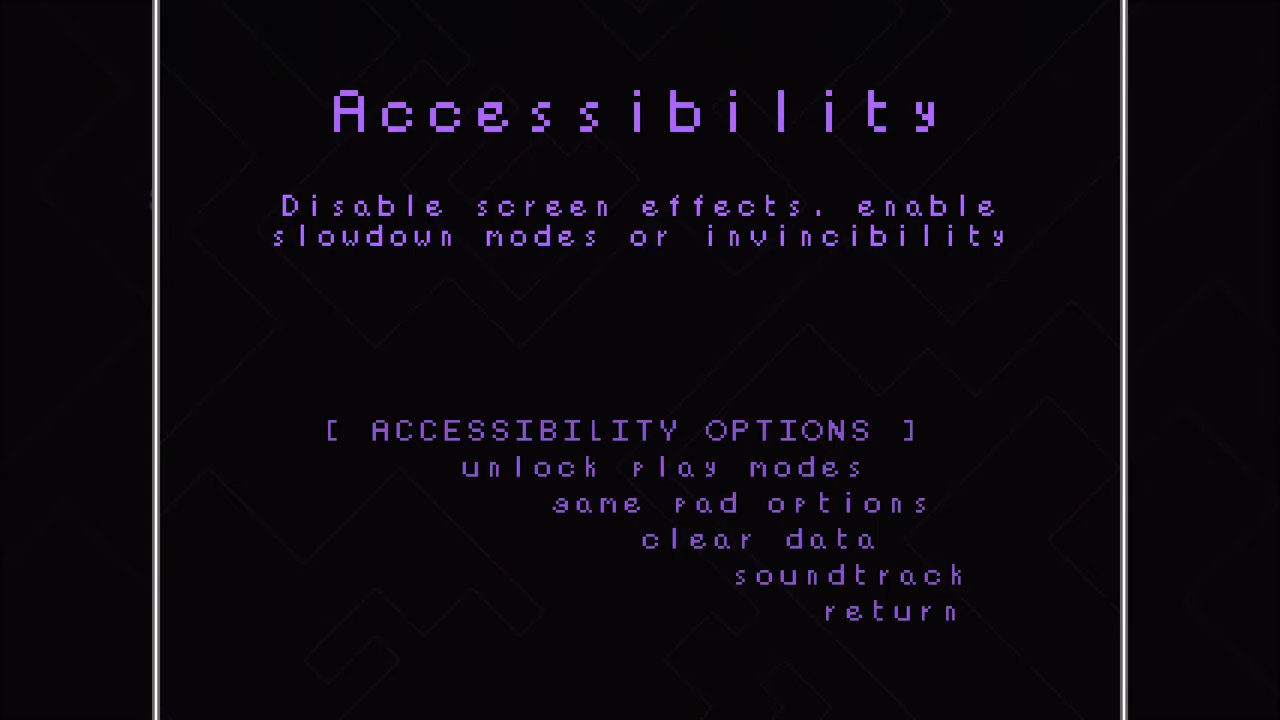 Accessibility
Disable screen effects, enable
slowdown modes or invincibility
[ ACCESSIBILITY OPTIONS ]
unlock play modes
game pad options
clear data
soundtrack
return